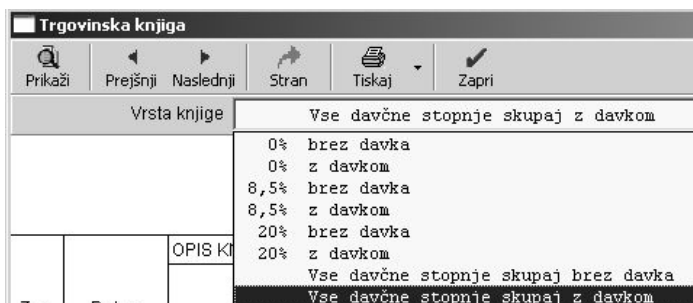 Trgovinska knjiga
Prikaži Prejšnji Naslednji Stran Tiskaj Zapri
Vrsta knjige Vse davčne stopnje skupaj z davkom
0% brez davka
0% z davkom
8,5% brez davka
8,5% z davkom
20% brez davka
OPIS 20% z davkom
Vse davčne stopnje skupaj brez davka
Vse davčne stopnje skupaj z davkom